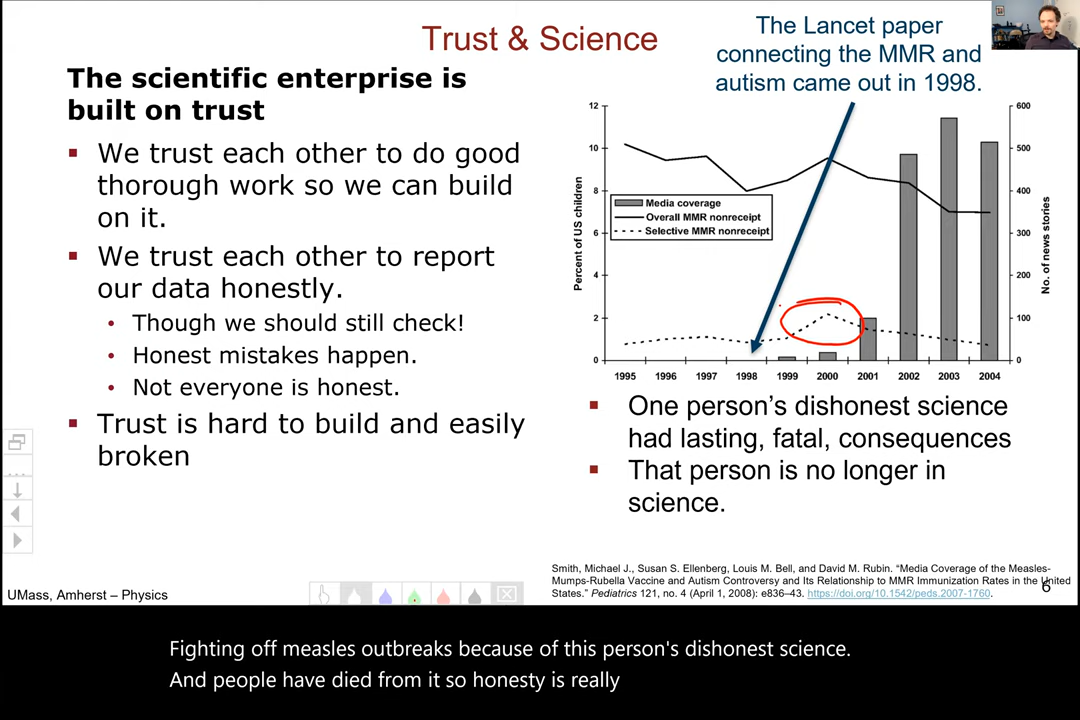 Trust & Science
The scientific enterprise is
built on trust
▪ We trust each other to do good
thorough work so we can build
on it.
▪ We trust each other to report
our data honestly.
• Though we should still check!
• Honest mistakes happen.
• Not everyone is honest.
▪ Trust is hard to build and easily
broken
The Lancet paper
connecting the MMR and
autism came out in 1998.
12
10
8
6
4
2
0
Percent of US children
600
500
400
300
200
100
0
No. of news stories
Media coverage
Overall MMR nonreceipt
Selective MMR nonreceipt
1995 1996 1997 1998 1999 2000 2001 2002 2003 2004
▪ One person’s dishonest science
had lasting, fatal, consequences
▪ That person is no longer in
science.
Smith, Michael J., Susan S. Ellenberg, Louis M. Bell, and David M. Rubin. “Media Coverage of the Measles-
Mumps-Rubella Vaccine and Autism Controversy and Its Relationship to MMR Immunization Rates in the United
States.” Pediatrics 121, no. 4 (April 1, 2008): e836–43. https://doi.org/10.1542/peds.2007-1760.
6
UMass, Amherst – Physics
Fighting off measles outbreaks because of this person's dishonest science.
And people have died from it so honesty is really